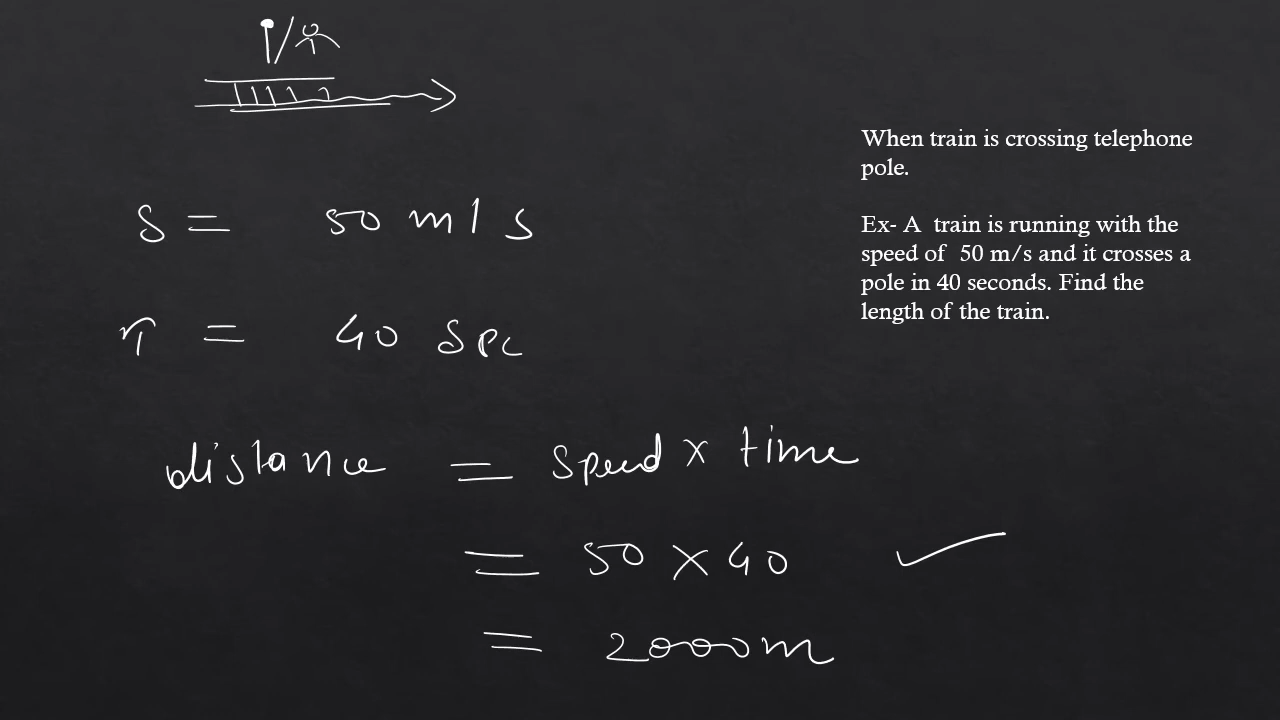 When train is crossing telephone
pole.
Ex- A train is running with the
speed of 50 m/s and it crosses a
pole in 40 seconds. Find the
length of the train.
S = 50 m/s
T = 40 sec
distance = speed x time
= 50 x 40
= 2000m